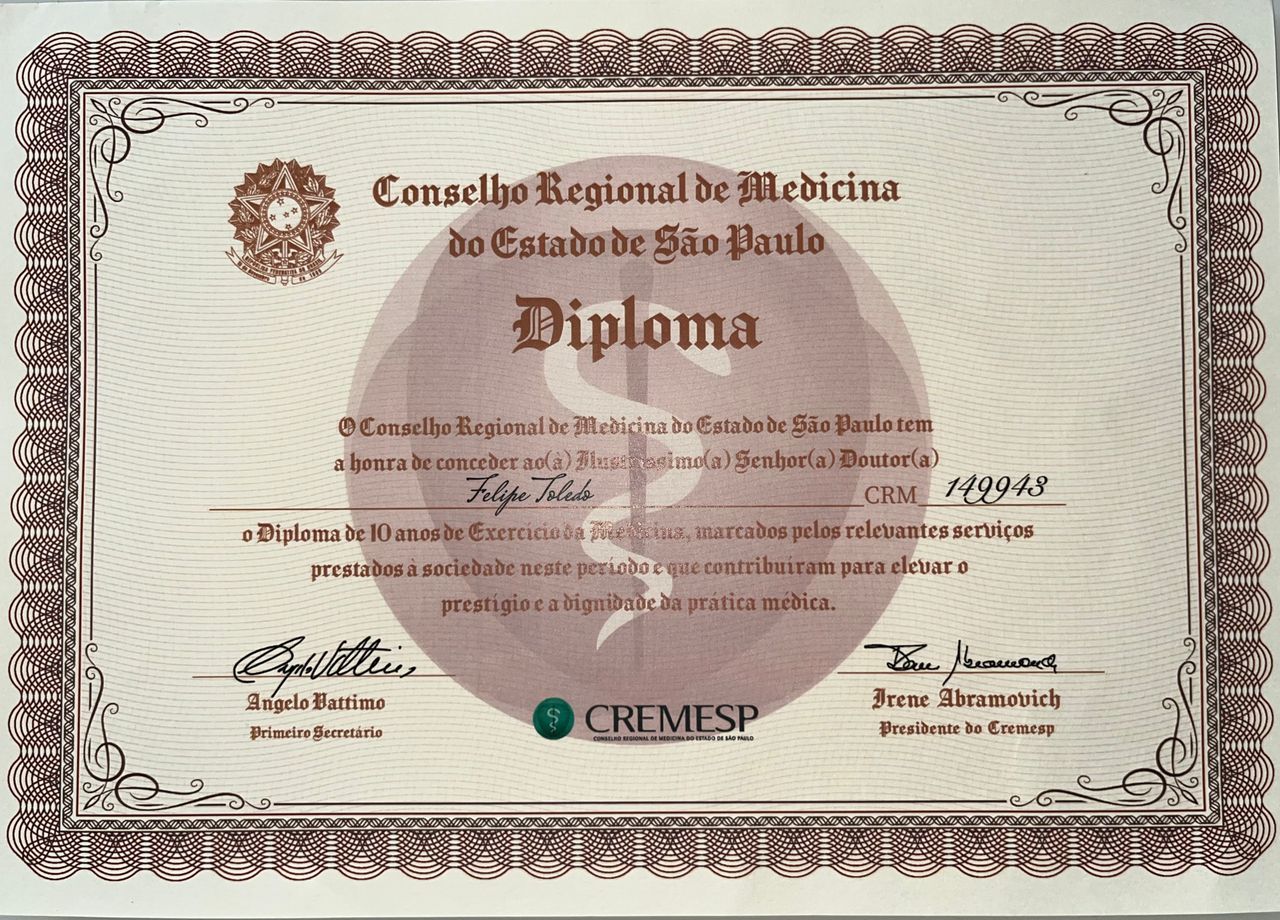 Conselho Regional de Medicina
do Estado de São Paulo
Diploma
O Conselho Regional de Medicina do Estado de São Paulo tem
a honra de conceder ao(à) Ilustríssimo(a) Senhor(a) Doutor(a)
Felipe Toledo CRM 149943
o Diploma de 10 anos de Exercício da Medicina, marcados pelos relevantes serviços
prestados à sociedade neste período e que contribuíram para elevar o
prestígio e a dignidade da prática médica.
Angelo Vattimo
Primeiro Secretário
Irene Abramovich
Presidente do Cremesp
CREMESP
CONSELHO REGIONAL DE MEDICINA DO ESTADO DE SÃO PAULO